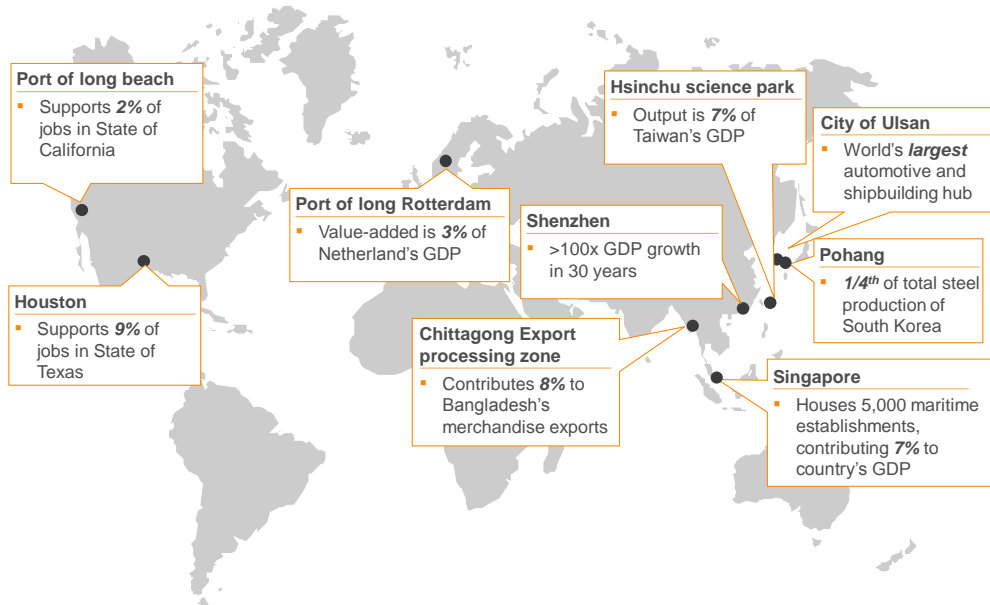 Port of long beach
▪ Supports 2% of
jobs in State of
California
Houston
▪ Supports 9% of
jobs in State of
Texas
Port of long Rotterdam
▪ Value-added is 3% of
Netherland’s GDP
Hsinchu science park
▪ Output is 7% of
Taiwan’s GDP
City of Ulsan
▪ World’s largest
automotive and
shipbuilding hub
Shenzhen
▪ >100x GDP growth
in 30 years
Pohang
▪ 1/4th of total steel
production of
South Korea
Chittagong Export
processing zone
▪ Contributes 8% to
Bangladesh’s
merchandise exports
Singapore
▪ Houses 5,000 maritime
establishments,
contributing 7% to
country’s GDP